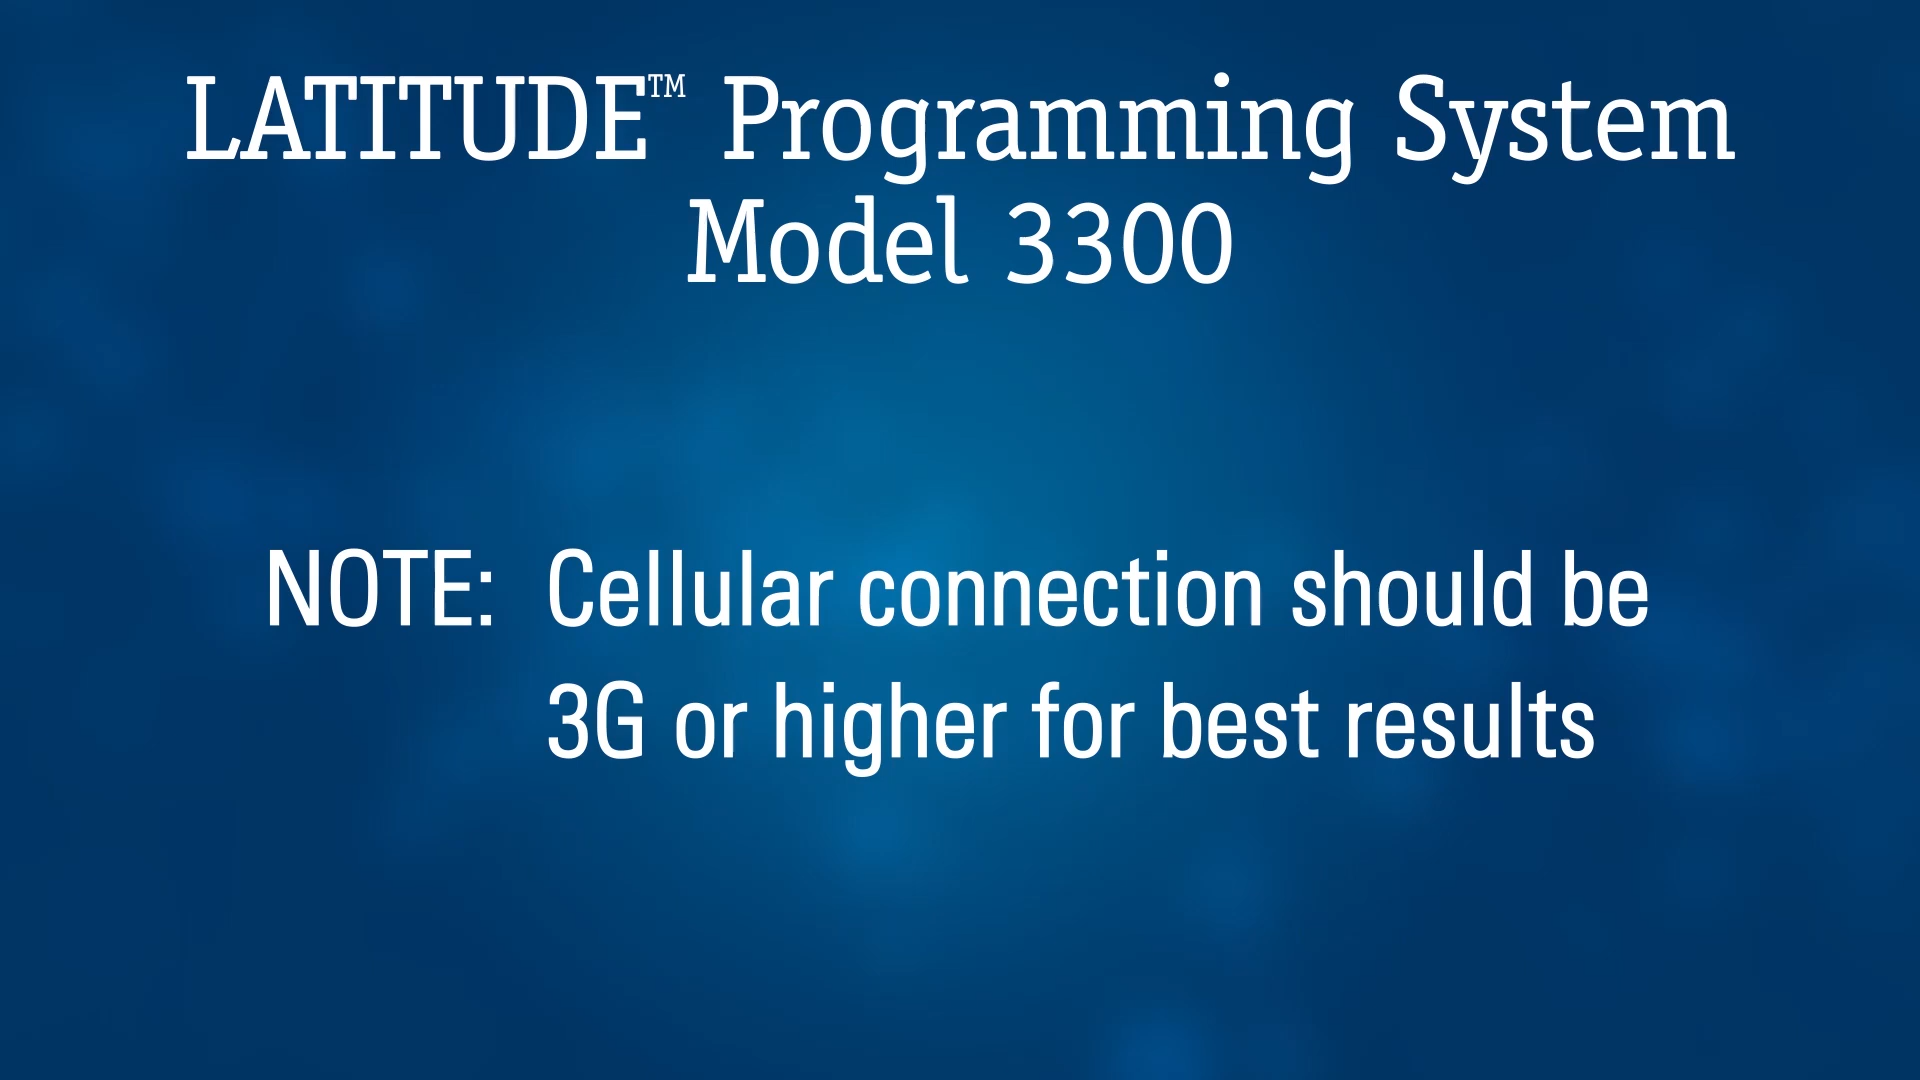 LATITUDE™ Programming System
Model 3300
NOTE: Cellular connection should be
3G or higher for best results